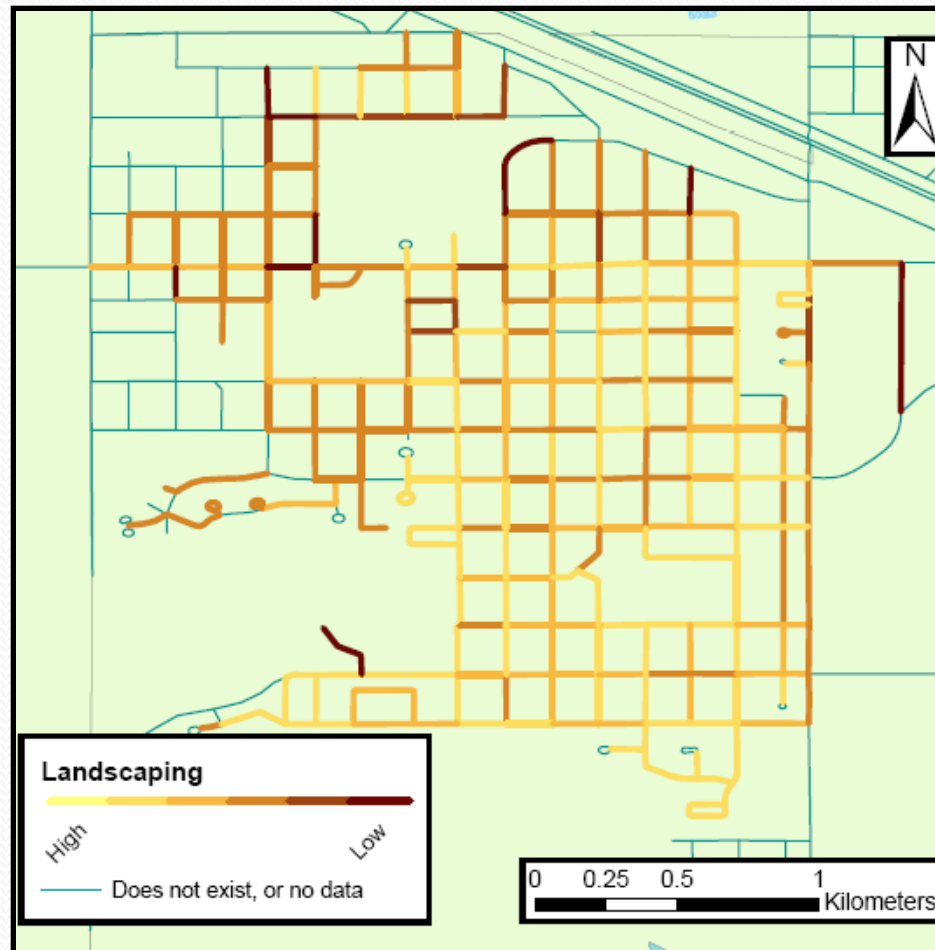 N
Landscaping
High
Low
Does not exist, or no data
0 0.25 0.5 1
Kilometers